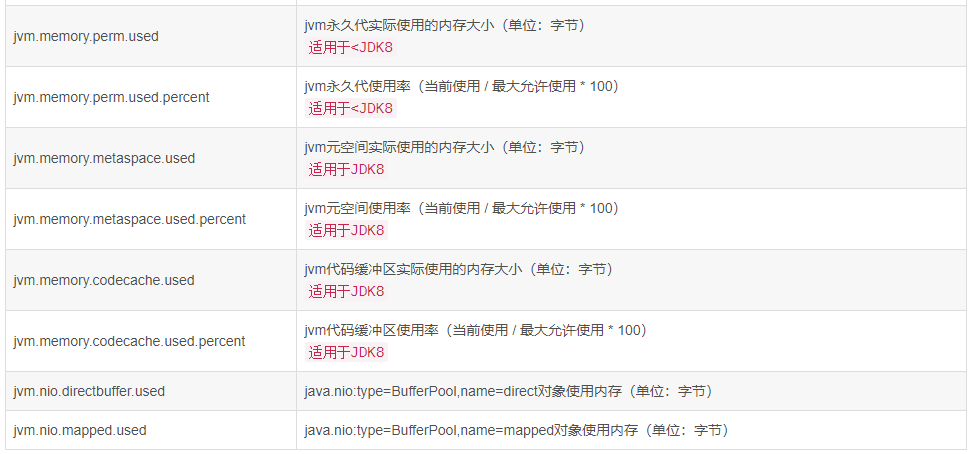 jvm.memory.perm.used
jvm永久代实际使用的内存大小（单位：字节）
适用于<JDK8
jvm.memory.perm.used.percent
jvm永久代使用率（当前使用 / 最大允许使用 * 100）
适用于<JDK8
jvm.memory.metaspace.used
jvm元空间实际使用的内存大小（单位：字节）
适用于JDK8
jvm.memory.metaspace.used.percent
jvm元空间使用率（当前使用 / 最大允许使用 * 100）
适用于JDK8
jvm.memory.codecache.used
jvm代码缓冲区实际使用的内存大小（单位：字节）
适用于JDK8
jvm.memory.codecache.used.percent
jvm代码缓冲区使用率（当前使用 / 最大允许使用 * 100）
适用于JDK8
jvm.nio.directbuffer.used
java.nio:type=BufferPool,name=direct对象使用内存（单位：字节）
jvm.nio.mapped.used
java.nio:type=BufferPool,name=mapped对象使用内存（单位：字节）